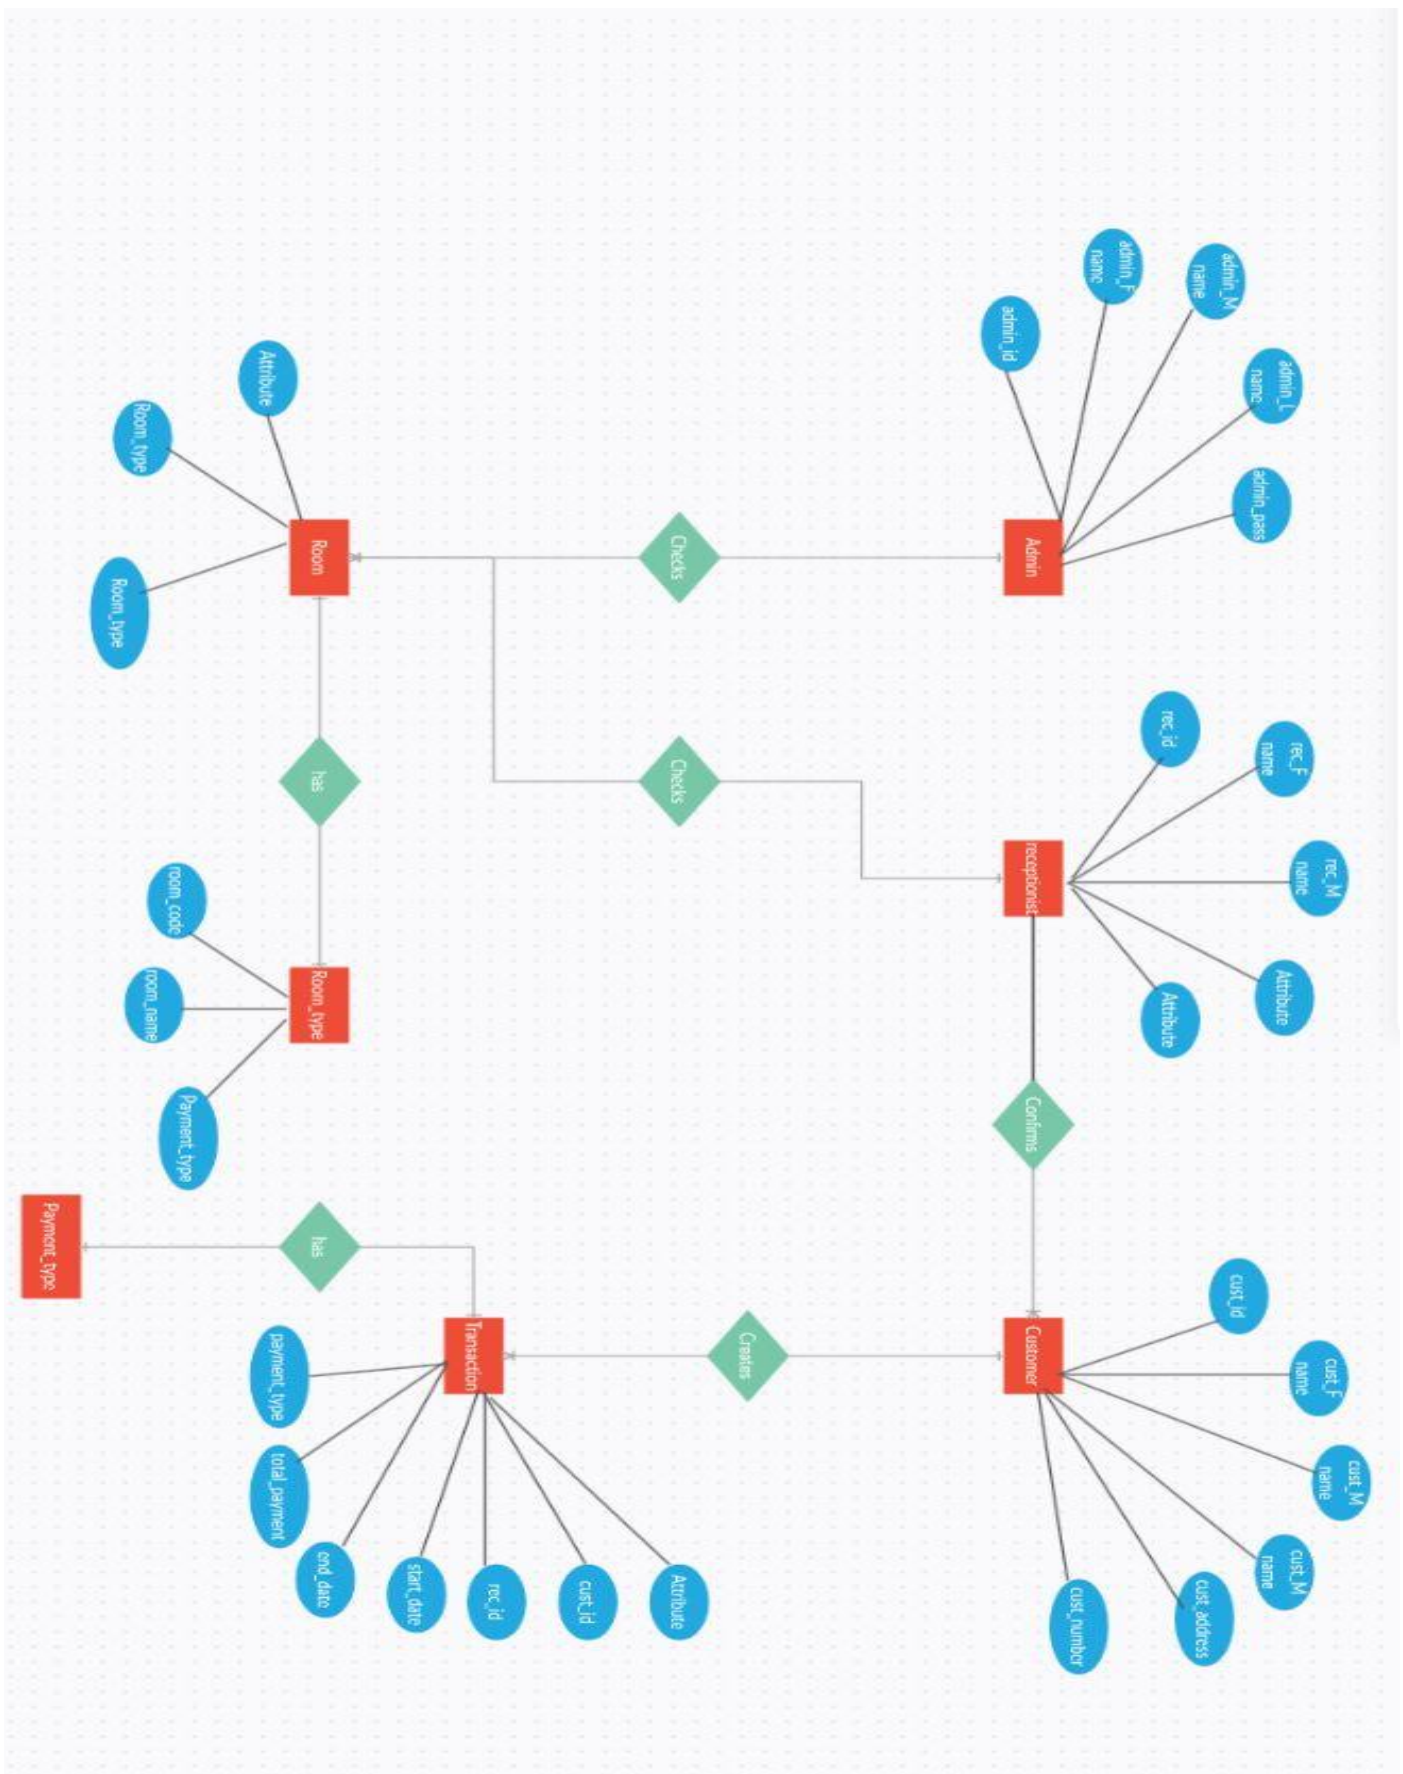 admin_M
name
admin_L
name
admin_F
name
admin_pass
admin_id
Admin
rec_M
name
rec_F
name
Attribute
rec_id
Attribute
receptionist
Confirms
cust_M
name
cust_F
name
cust_M
name
cust_id
cust_address
cust_number
Customer
Checks
Checks
Creates
Room
has
Room_type
Attribute
Room_type
Room_type
room_code
room_name
Payment_type
Transaction
Attribute
cust_id
rec_id
start_date
end_date
total_payment
payment_type
has
Payment_type